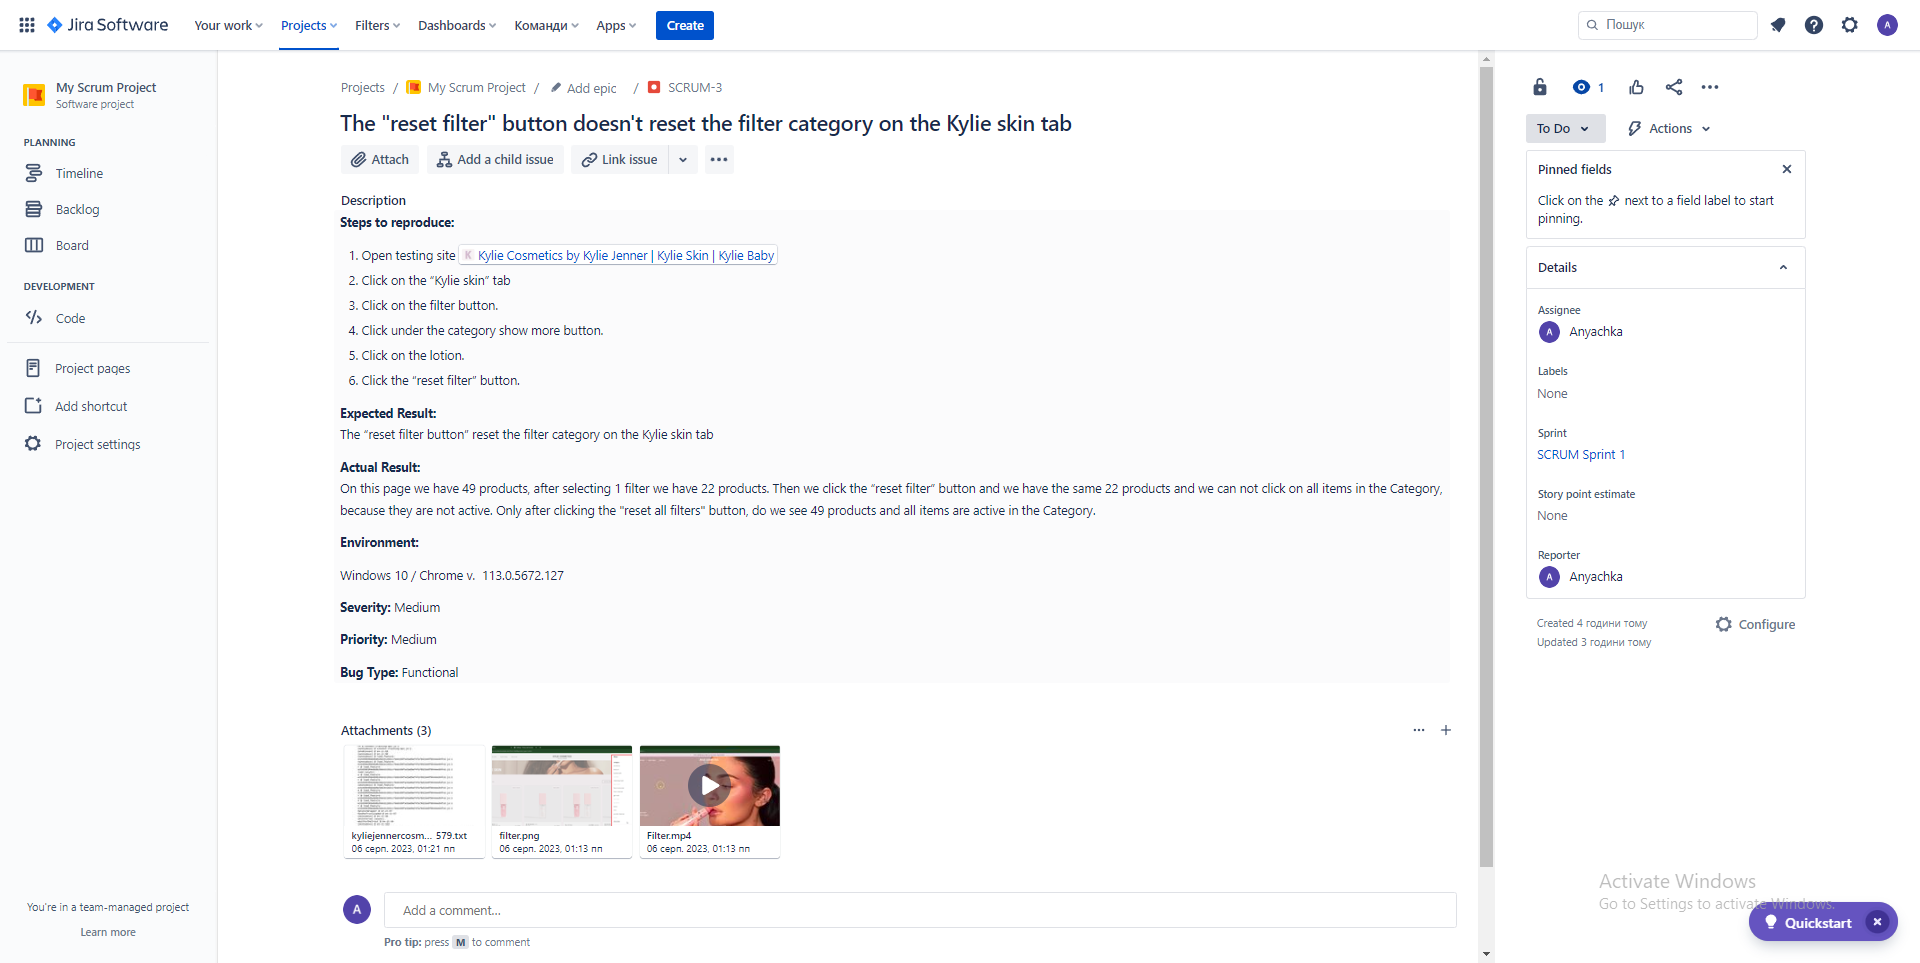 Jira Software
Your work
Projects
Filters
Dashboards
Команди
Apps
Create
Пошук
A
My Scrum Project
Software project
PLANNING
Timeline
Backlog
Board
DEVELOPMENT
Code
Project pages
Add shortcut
Project settings
You're in a team-managed project
Learn more
Projects / My Scrum Project / Add epic / SCRUM-3
The "reset filter" button doesn't reset the filter category on the Kylie skin tab
Attach
Add a child issue
Link issue
Description
Steps to reproduce:
1. Open testing site K Kylie Cosmetics by Kylie Jenner | Kylie Skin | Kylie Baby
2. Click on the “Kylie skin” tab
3. Click on the filter button.
4. Click under the category show more button.
5. Click on the lotion.
6. Click the “reset filter” button.
Expected Result:
The “reset filter button” reset the filter category on the Kylie skin tab
Actual Result:
On this page we have 49 products, after selecting 1 filter we have 22 products. Then we click the “reset filter” button and we have the same 22 products and we can not click on all items in the Category,
because they are not active. Only after clicking the "reset all filters" button, do we see 49 products and all items are active in the Category.
Environment:
Windows 10 / Chrome v. 113.0.5672.127
Severity: Medium
Priority: Medium
Bug Type: Functional
Attachments (3)
kyliejennercosm... 579.txt
06 серп. 2023, 01:21 пп
filter.png
06 серп. 2023, 01:13 пп
Filter.mp4
06 серп. 2023, 01:13 пп
A
Add a comment...
Pro tip: press M to comment
1
To Do
Actions
Pinned fields
Click on the next to a field label to start
pinning.
Details
Assignee
A Anyachka
Labels
None
Sprint
SCRUM Sprint 1
Story point estimate
None
Reporter
A Anyachka
Created 4 години тому
Updated 3 години тому
Configure
Activate Windows
Go to Settings to activate Windows.
Quickstart